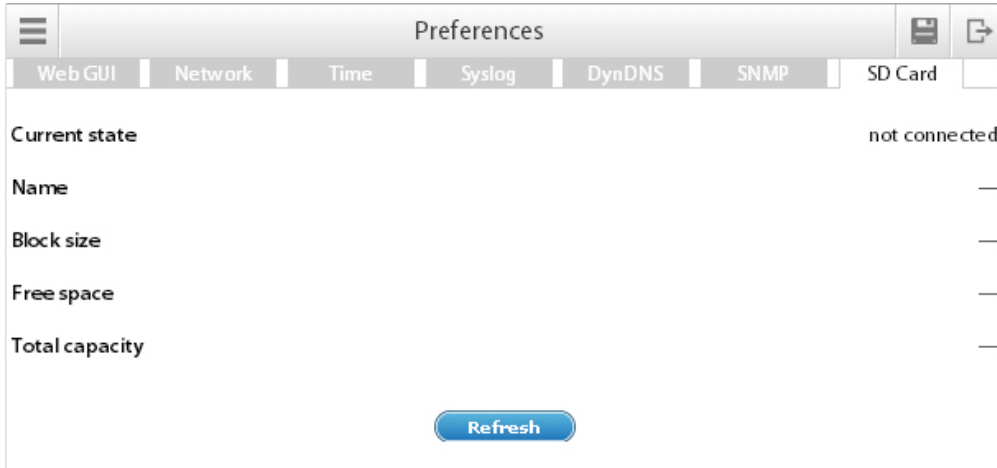 Preferences
Web GUI Network Time Syslog DynDNS SNMP SD Card
Current state not connected
Name —
Block size —
Free space —
Total capacity —
Refresh